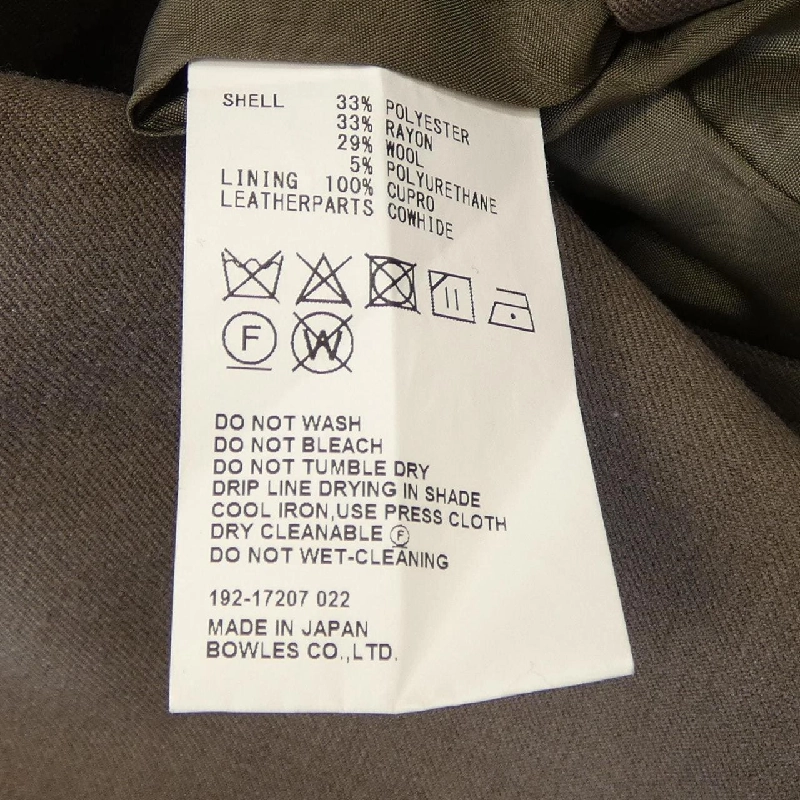 SHELL 33% POLYESTER
33% RAYON
29% WOOL
5% POLYURETHANE
LINING 100% CUPRO
LEATHERPARTS COWHIDE
F W
DO NOT WASH
DO NOT BLEACH
DO NOT TUMBLE DRY
DRIP LINE DRYING IN SHADE
COOL IRON,USE PRESS CLOTH
DRY CLEANABLE Ⓕ
DO NOT WET-CLEANING
192-17207 022
MADE IN JAPAN
BOWLES CO.,LTD.